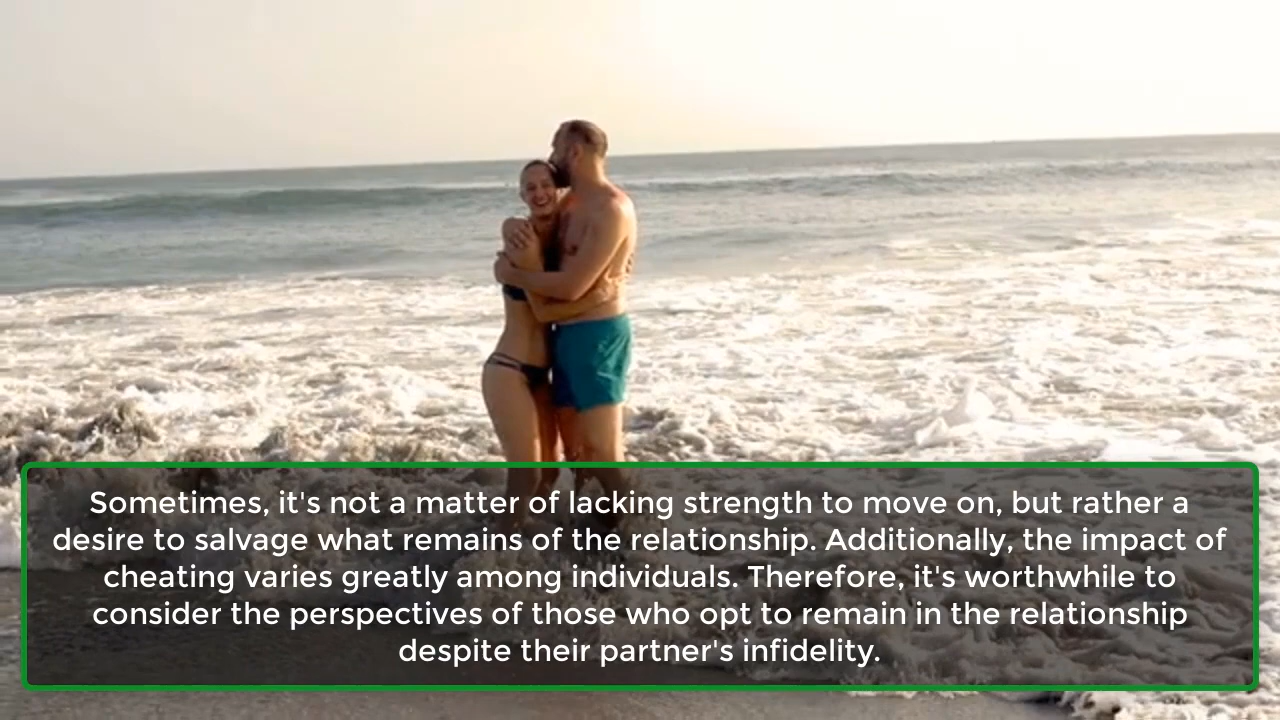 Sometimes, it's not a matter of lacking strength to move on, but rather a
desire to salvage what remains of the relationship. Additionally, the impact of
cheating varies greatly among individuals. Therefore, it's worthwhile to
consider the perspectives of those who opt to remain in the relationship
despite their partner's infidelity.